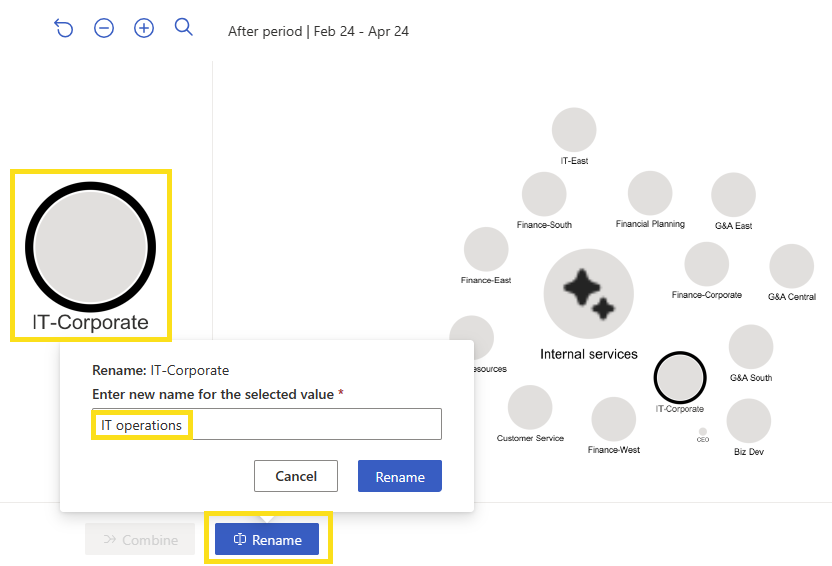 After period | Feb 24 - Apr 24
IT-East
Finance-South
Financial Planning
G&A East
Finance-East
Finance-Corporate
G&A Central
IT-Corporate
Internal services
esources
G&A South
IT-Corporate
Customer Service
Finance-West
CEO
Biz Dev
Rename: IT-Corporate
Enter new name for the selected value *
IT operations
Cancel
Rename
Combine
Rename